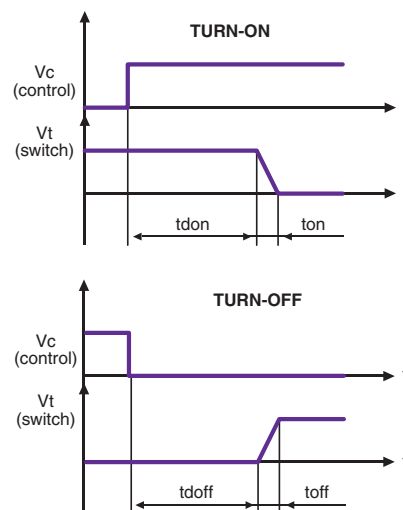 TURN-ON
Vc
(control)
Vt
(switch)
tdon
ton
TURN-OFF
Vc
(control)
Vt
(switch)
tdoff
toff